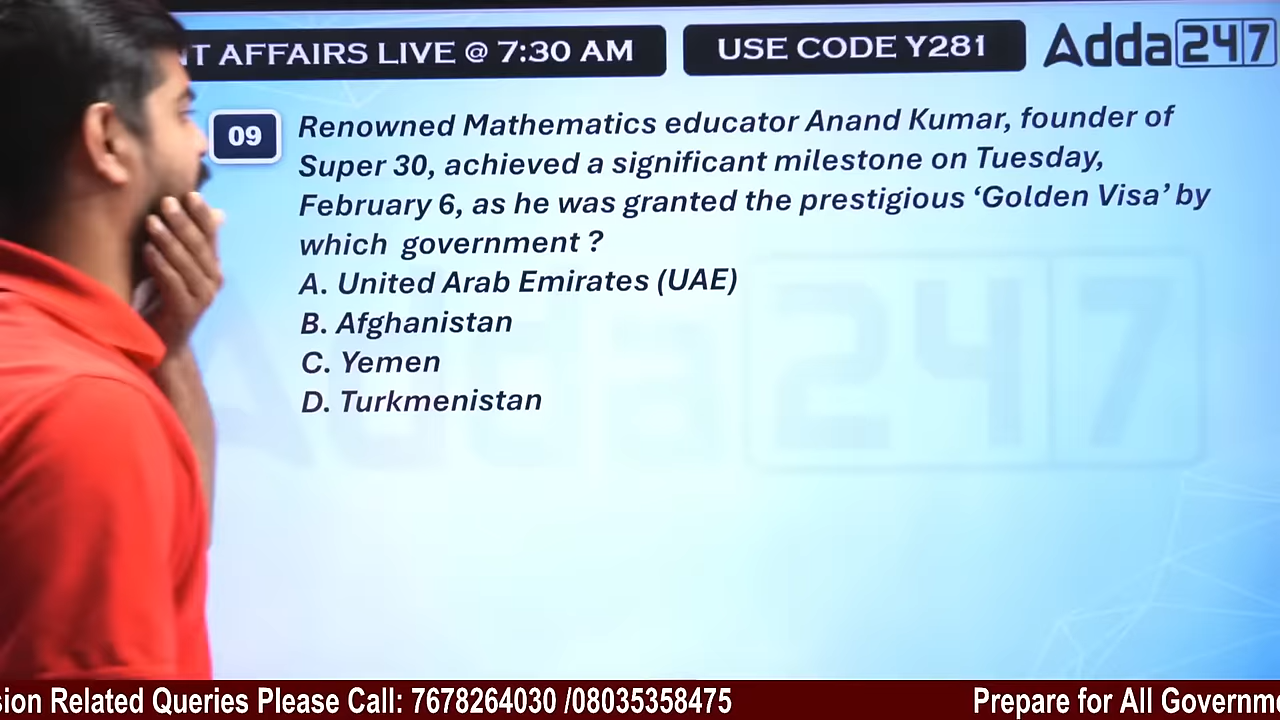 T AFFAIRS LIVE @ 7:30 AM
USE CODE Y281
Adda247
09
Renowned Mathematics educator Anand Kumar, founder of
Super 30, achieved a significant milestone on Tuesday,
February 6, as he was granted the prestigious ‘Golden Visa’ by
which government ?
A. United Arab Emirates (UAE)
B. Afghanistan
C. Yemen
D. Turkmenistan
sion Related Queries Please Call: 7678264030 /08035358475
Prepare for All Governme